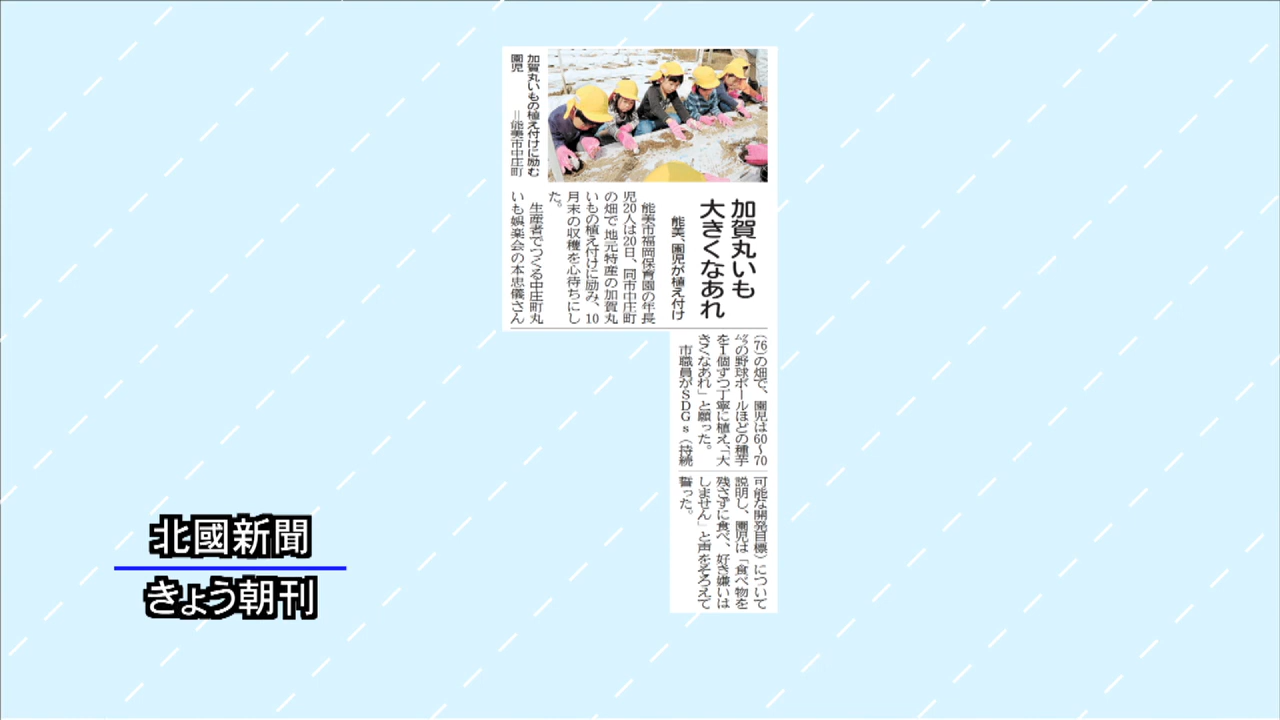 加賀丸いも
大きくなあれ
能美、園児が植え付け
加賀丸いもの植え付けに励む
園児　＝能美市中庄町
能美市福岡保育園の年長
児20人は20日、同市中庄町
の畑で地元特産の加賀丸
いもの植え付けに励み、10
月末の収穫を心待ちにし
た。
生産者でつくる中庄町丸
いも娯楽会の本忠儀さん
(76)の畑で、園児は60～70
㌘の野球ボールほどの種芋
を1個ずつ丁寧に植え、「大
きくなあれ」と願った。
市職員がSDGs（持続
可能な開発目標）について
説明し、園児は「食べ物を
残さずに食べ、好き嫌いは
しません」と声をそろえて
誓った。
北國新聞
きょう朝刊